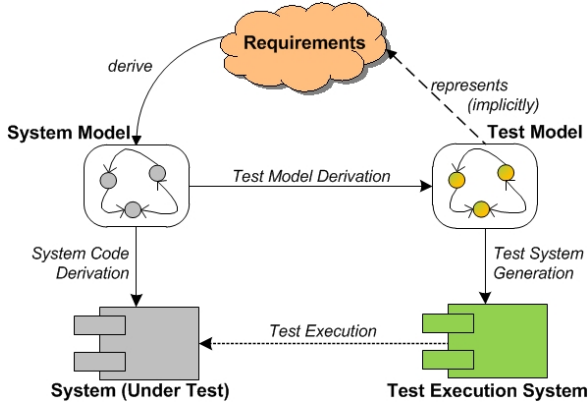 Requirements
derive
represents
(implicitly)
System Model
Test Model
Test Model Derivation
System Code
Derivation
Test System
Generation
Test Execution
System (Under Test)
Test Execution System